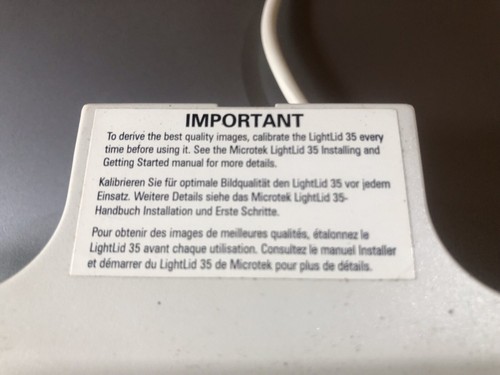 IMPORTANT
To derive the best quality images, calibrate the LightLid 35 every
time before using it. See the Microtek LightLid 35 Installing and
Getting Started manual for more details.
Kalibrieren Sie für optimale Bildqualität den LightLid 35 vor jedem
Einsatz. Weitere Details siehe das Microtek LightLid 35-
Handbuch Installation und Erste Schritte.
Pour obtenir des images de meilleures qualités, étalonnez le
LightLid 35 avant chaque utilisation. Consultez le manuel Installer
et démarrer du LightLid 35 de Microtek pour plus de détails.